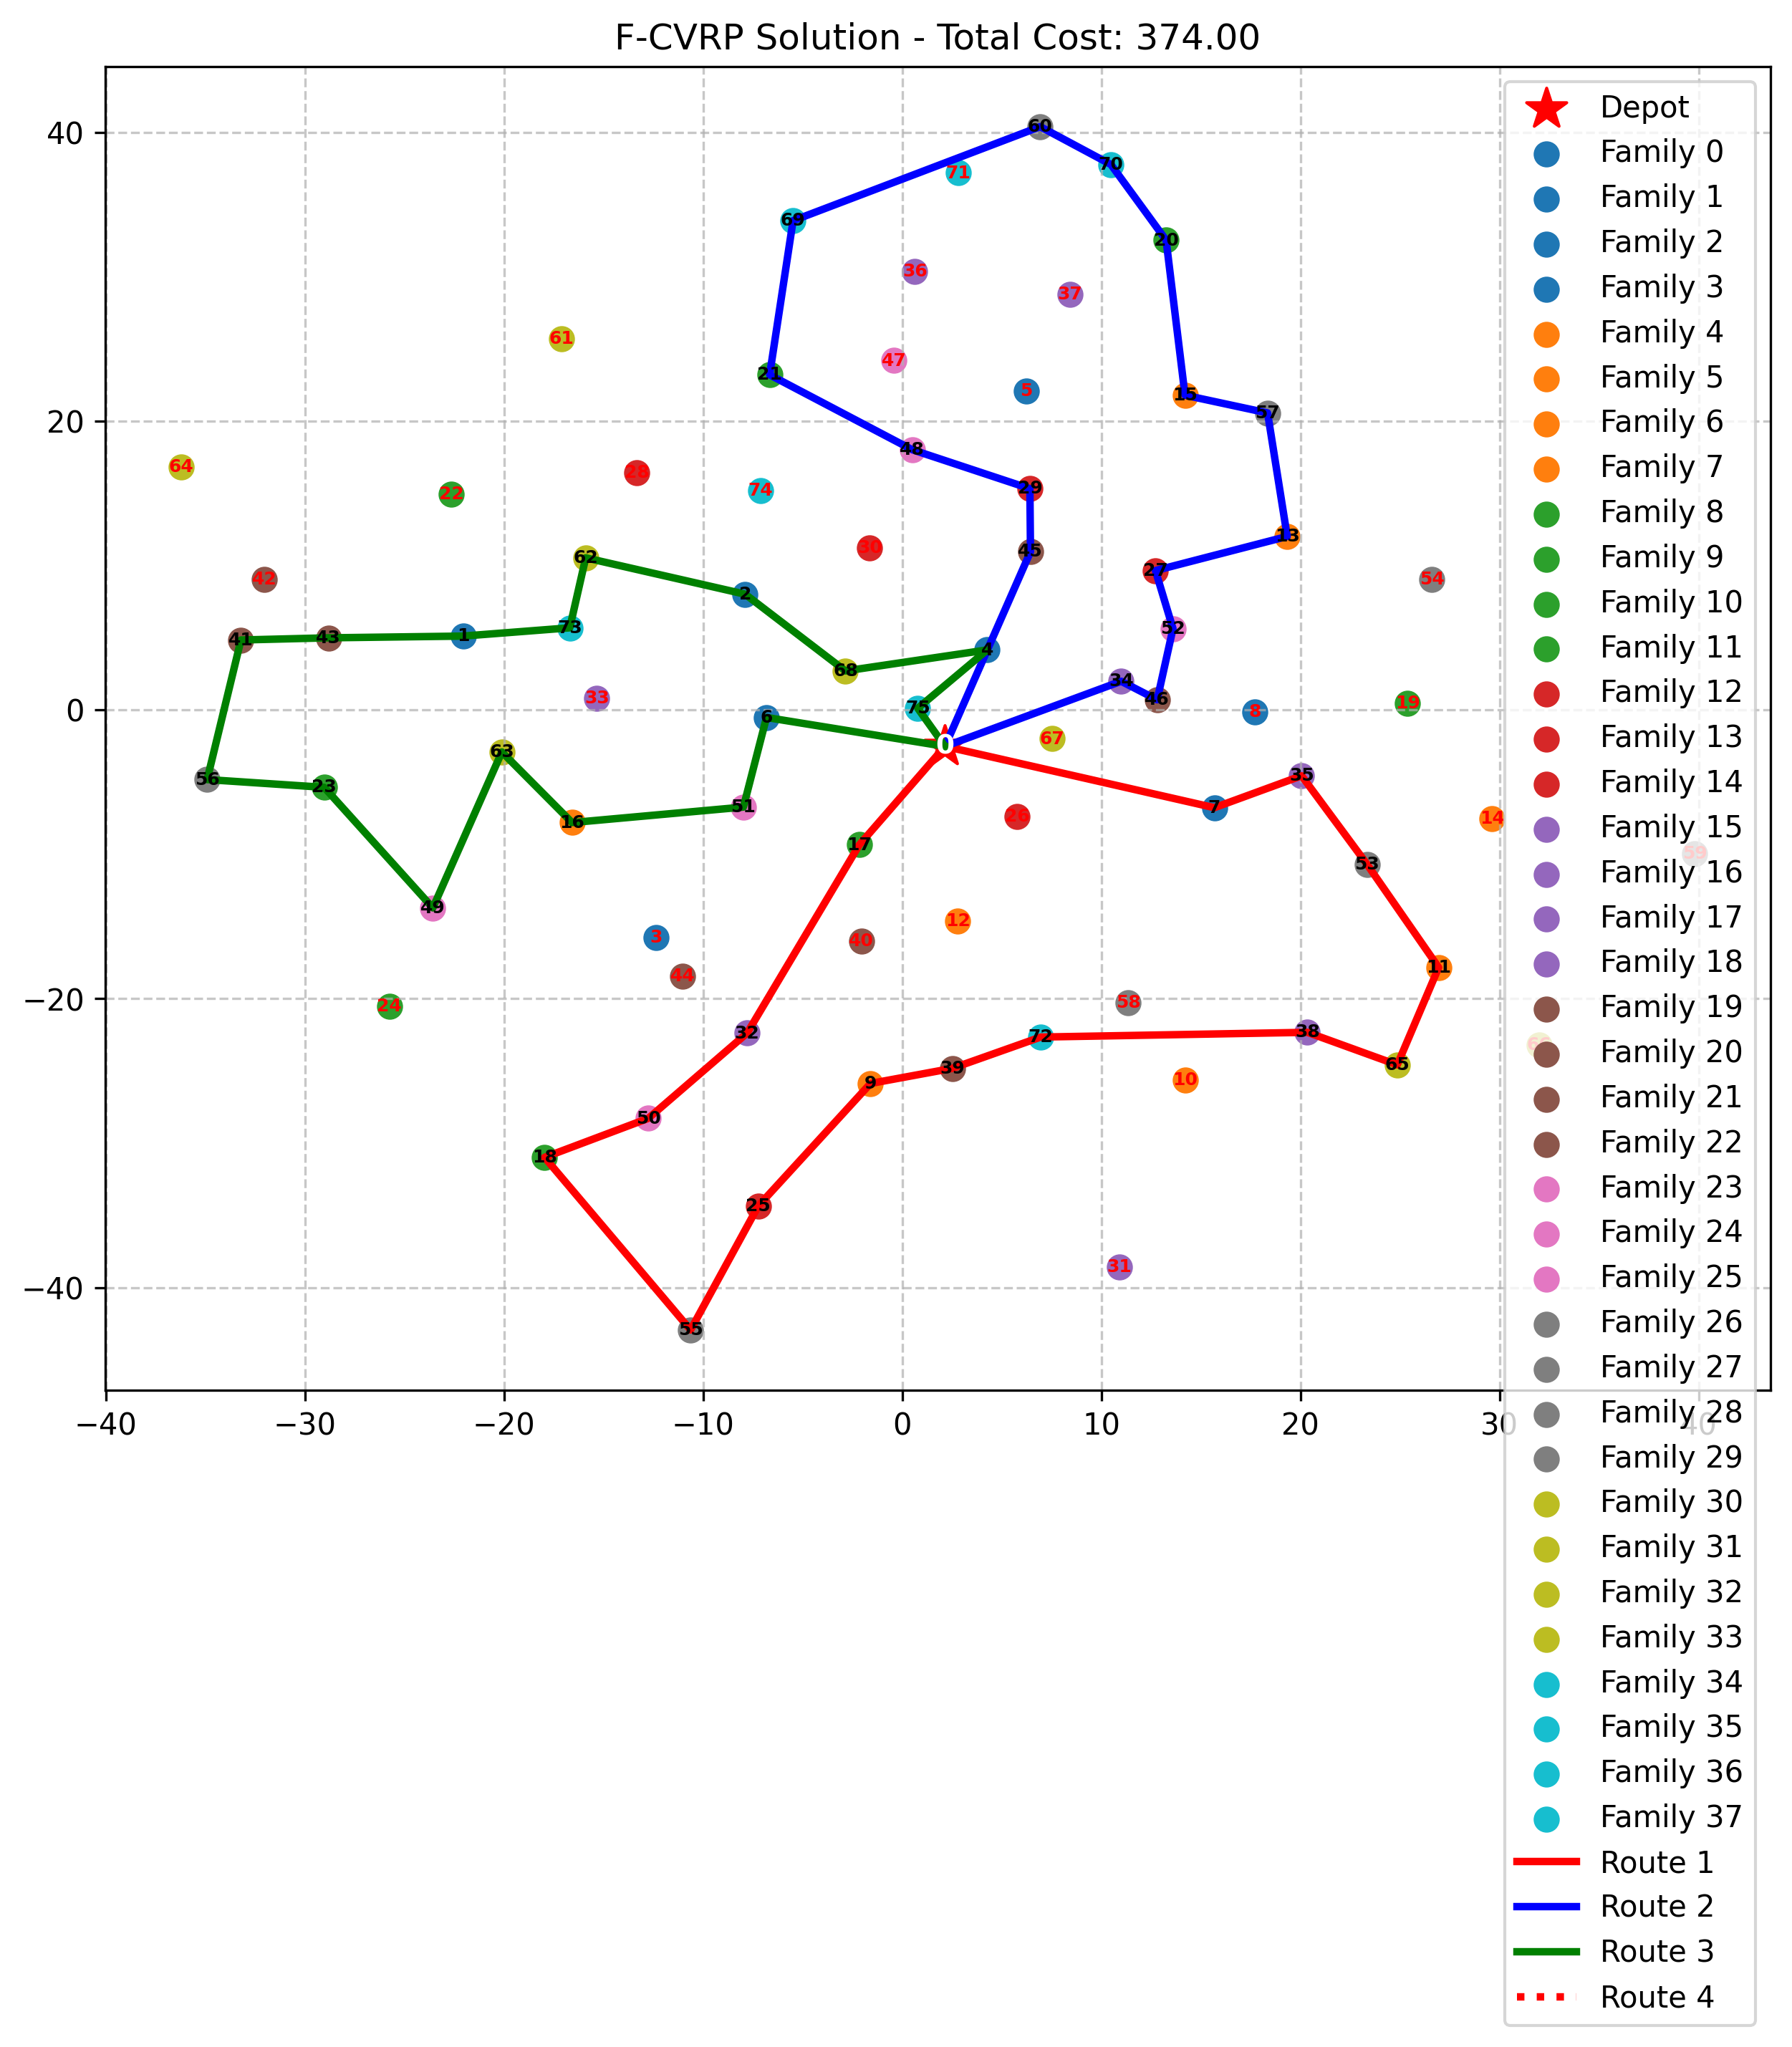 F-CVRP Solution - Total Cost: 374.00
40
20
0
−20
−40
−40
−30
−20
−10
0
10
20
30
40
60
70
71
69
20
36
37
61
47
21
5
15
57
48
64
28
74
22
29
13
30
45
62
27
42
54
2
73
52
1
43
41
4
68
34
33
46
19
75
8
6
0
67
63
35
56
23
7
51
26
14
16
17
59
53
49
12
3
40
11
44
58
24
32
38
72
39
65
10
9
50
18
25
31
55
Depot
Family 0
Family 1
Family 2
Family 3
Family 4
Family 5
Family 6
Family 7
Family 8
Family 9
Family 10
Family 11
Family 12
Family 13
Family 14
Family 15
Family 16
Family 17
Family 18
Family 19
Family 20
Family 21
Family 22
Family 23
Family 24
Family 25
Family 26
Family 27
Family 28
Family 29
Family 30
Family 31
Family 32
Family 33
Family 34
Family 35
Family 36
Family 37
Route 1
Route 2
Route 3
Route 4